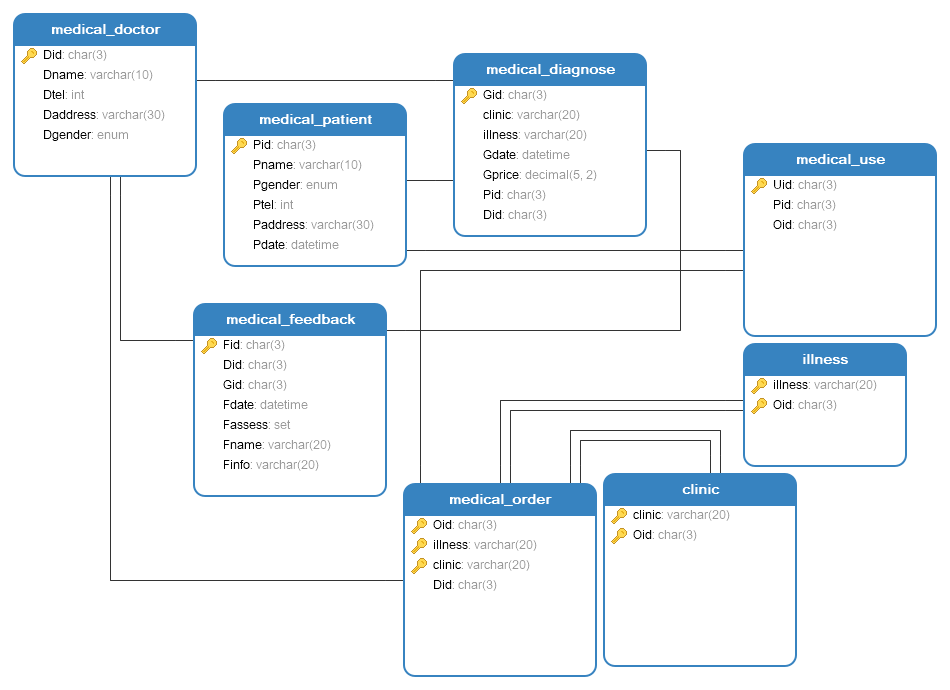 medical_doctor
Did: char(3)
Dname: varchar(10)
Dtel: int
Daddress: varchar(30)
Dgender: enum
medical_patient
Pid: char(3)
Pname: varchar(10)
Pgender: enum
Ptel: int
Paddress: varchar(30)
Pdate: datetime
medical_diagnose
Gid: char(3)
clinic: varchar(20)
illness: varchar(20)
Gdate: datetime
Gprice: decimal(5, 2)
Pid: char(3)
Did: char(3)
medical_use
Uid: char(3)
Pid: char(3)
Oid: char(3)
medical_feedback
Fid: char(3)
Did: char(3)
Gid: char(3)
Fdate: datetime
Fassess: set
Fname: varchar(20)
Finfo: varchar(20)
illness
illness: varchar(20)
Oid: char(3)
medical_order
Oid: char(3)
illness: varchar(20)
clinic: varchar(20)
Did: char(3)
clinic
clinic: varchar(20)
Oid: char(3)